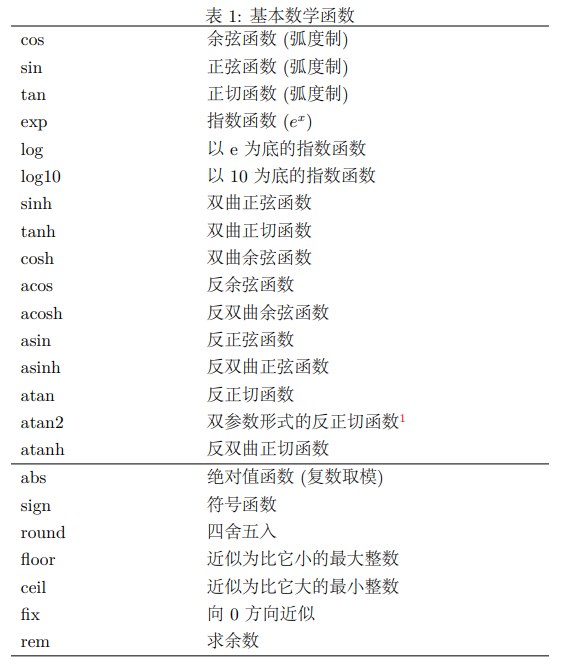 表 1: 基本数学函数
cos 余弦函数 (弧度制)
sin 正弦函数 (弧度制)
tan 正切函数 (弧度制)
exp 指数函数 (eˣ)
log 以 e 为底的指数函数
log10 以 10 为底的指数函数
sinh 双曲正弦函数
tanh 双曲正切函数
cosh 双曲余弦函数
acos 反余弦函数
acosh 反双曲余弦函数
asin 反正弦函数
asinh 反双曲正弦函数
atan 反正切函数
atan2 双参数形式的反正切函数¹
atanh 反双曲正切函数
abs 绝对值函数 (复数取模)
sign 符号函数
round 四舍五入
floor 近似为比它小的最大整数
ceil 近似为比它大的最小整数
fix 向 0 方向近似
rem 求余数